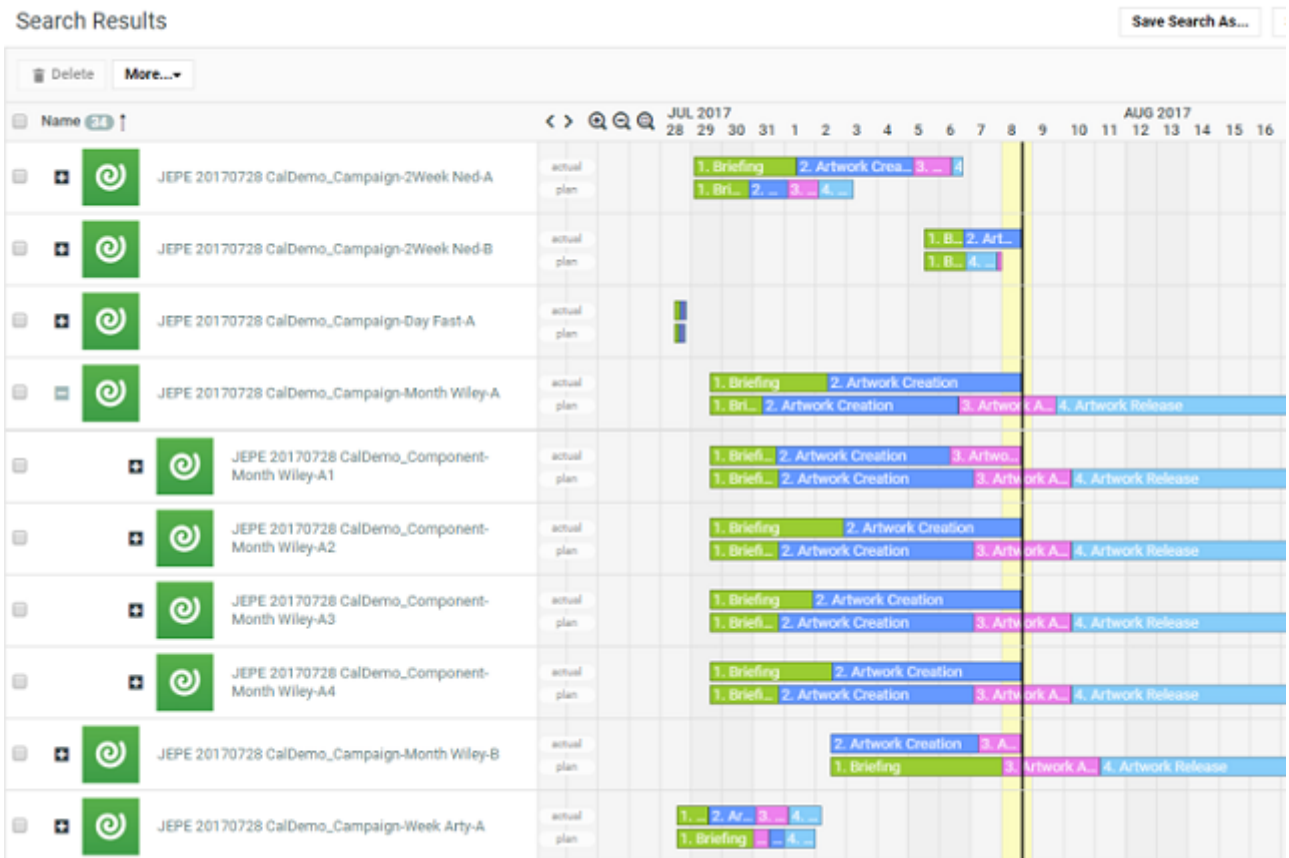 Search Results
Save Search As...
Delete More...
Name 34
JUL 2017 AUG 2017
28 29 30 31 1 2 3 4 5 6 7 8 9 10 11 12 13 14 15 16
JEPE 20170728 CalDemo_Campaign-2Week Ned-A
actual 1. Briefing 2. Artwork Crea... 3. ... 4
plan 1. Bri... 2. ... 3. ... 4. ...
JEPE 20170728 CalDemo_Campaign-2Week Ned-B
actual 1. B... 2. Art...
plan 1. B... 4. ...
JEPE 20170728 CalDemo_Campaign-Day Fast-A
actual
plan
JEPE 20170728 CalDemo_Campaign-Month Wiley-A
actual 1. Briefing 2. Artwork Creation
plan 1. Bri... 2. Artwork Creation 3. Artwork A... 4. Artwork Release
JEPE 20170728 CalDemo_Component-
Month Wiley-A1
actual 1. Briefi... 2. Artwork Creation 3. Artwo...
plan 1. Briefi... 2. Artwork Creation 3. Artwork A... 4. Artwork Release
JEPE 20170728 CalDemo_Component-
Month Wiley-A2
actual 1. Briefing 2. Artwork Creation
plan 1. Briefi... 2. Artwork Creation 3. Artwork A... 4. Artwork Release
JEPE 20170728 CalDemo_Component-
Month Wiley-A3
actual 1. Briefing 2. Artwork Creation
plan 1. Briefi... 2. Artwork Creation 3. Artwork A... 4. Artwork Release
JEPE 20170728 CalDemo_Component-
Month Wiley-A4
actual 1. Briefing 2. Artwork Creation
plan 1. Briefi... 2. Artwork Creation 3. Artwork A... 4. Artwork Release
JEPE 20170728 CalDemo_Campaign-Month Wiley-B
actual 2. Artwork Creation 3. A...
plan 1. Briefing 3. Artwork A... 4. Artwork Release
JEPE 20170728 CalDemo_Campaign-Week Arty-A
actual 1. ... 2. Ar... 3. ... 4. ...
plan 1. Briefing ... ... 4. ...